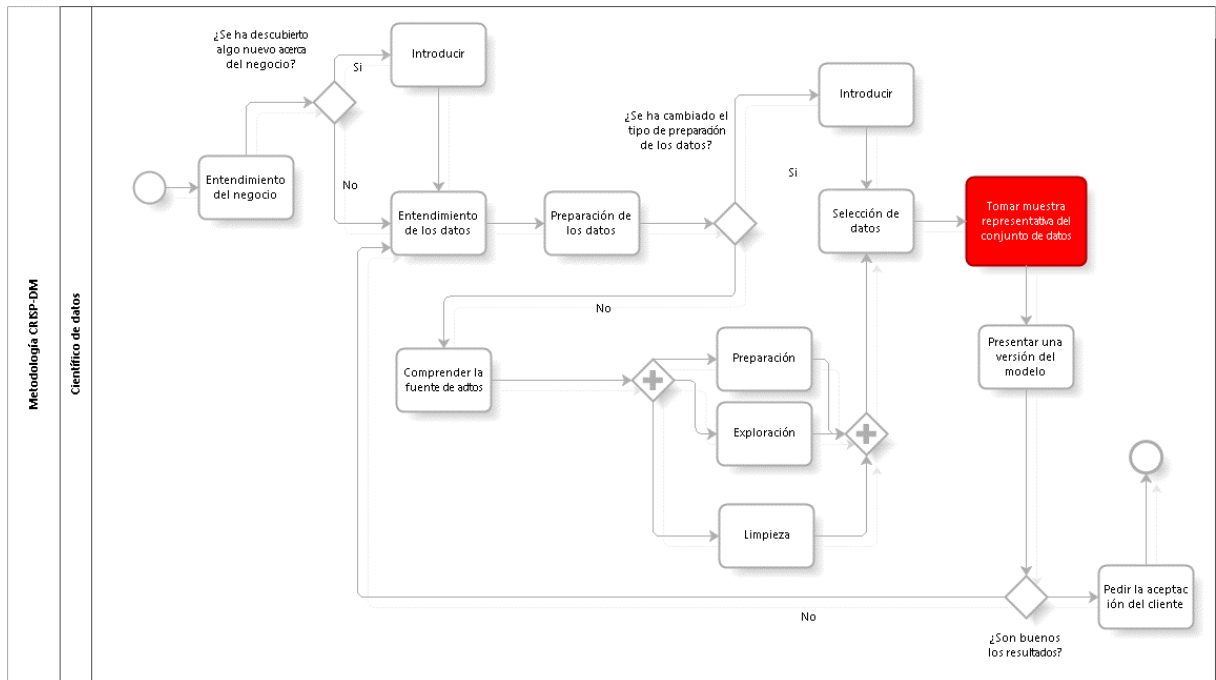 Metodología CRISP-DM
Científico de datos
¿Se ha descubierto
algo nuevo acerca
del negocio?
Si
Introducir
Entendimiento
del negocio
No
Entendimiento
de los datos
Preparación de
los datos
¿Se ha cambiado el
tipo de preparación
de los datos?
Introducir
Si
Selección de
datos
Tomar muestra
representativa del
conjunto de datos
No
Comprender la
fuente de adtos
Preparación
Exploración
Limpieza
Presentar una
versión del
modelo
Pedir la aceptac
ión del cliente
No
¿Son buenos
los resultados?